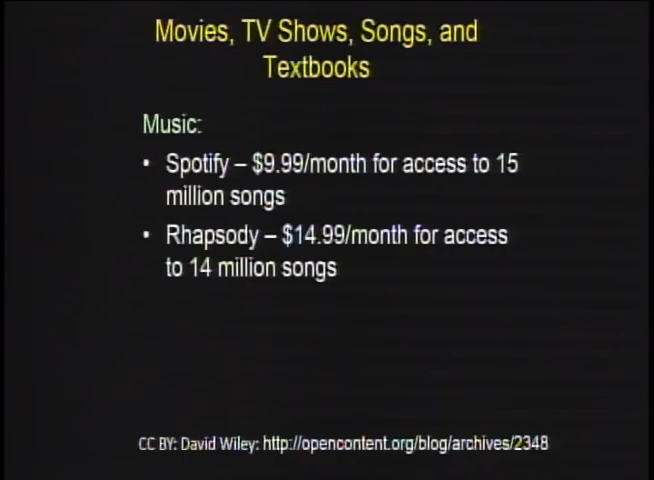 Movies, TV Shows, Songs, and
Textbooks
Music:
• Spotify – $9.99/month for access to 15
million songs
• Rhapsody – $14.99/month for access
to 14 million songs
CC BY: David Wiley: http://opencontent.org/blog/archives/2348